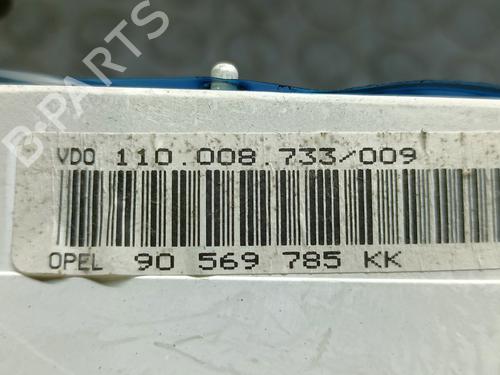 B-PARTS
VDO 110.008.733/009
OPEL 90 569 785 KK